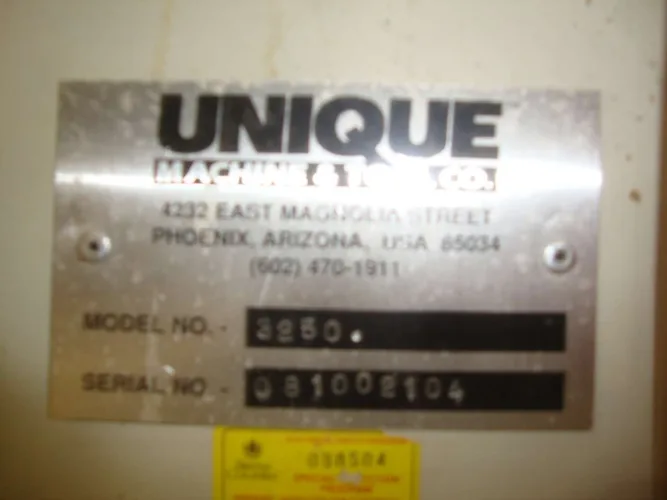 UNIQUE
MACHINE & TOOL CO.
4232 EAST MAGNOLIA STREET
PHOENIX, ARIZONA, USA 85034
(602) 470-1911
MODEL NO. - 3250.
SERIAL NO - 081002104
038504